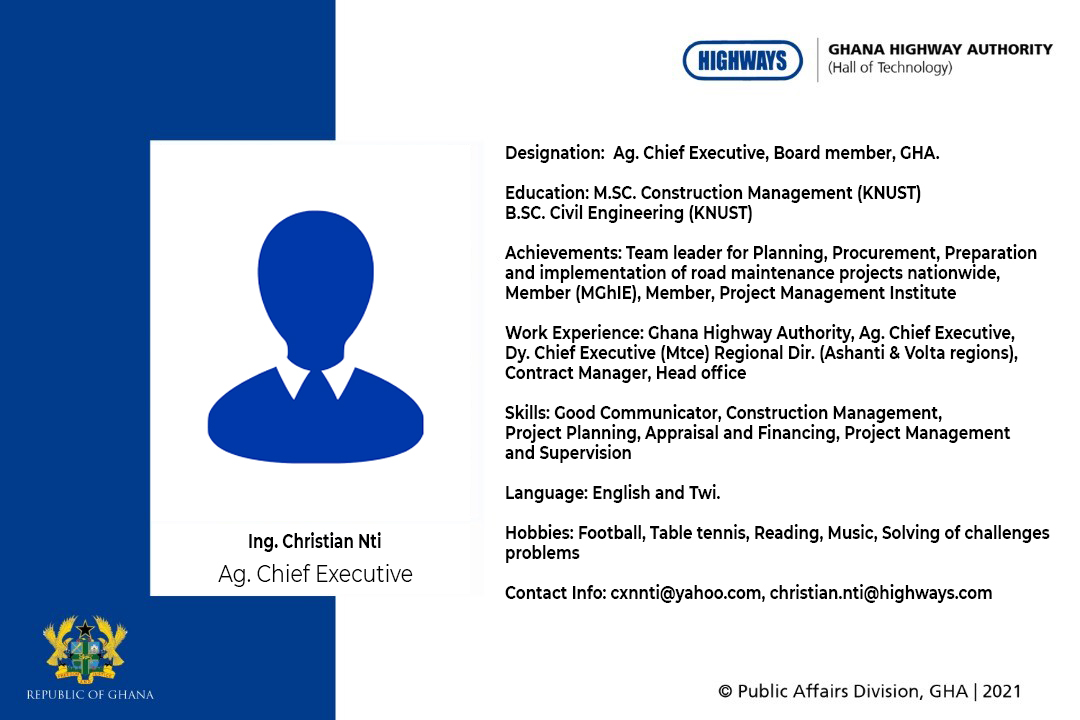 HIGHWAYS
GHANA HIGHWAY AUTHORITY
(Hall of Technology)
Designation: Ag. Chief Executive, Board member, GHA.
Education: M.SC. Construction Management (KNUST)
B.SC. Civil Engineering (KNUST)
Achievements: Team leader for Planning, Procurement, Preparation
and implementation of road maintenance projects nationwide,
Member (MGhIE), Member, Project Management Institute
Work Experience: Ghana Highway Authority, Ag. Chief Executive,
Dy. Chief Executive (Mtce) Regional Dir. (Ashanti & Volta regions),
Contract Manager, Head office
Skills: Good Communicator, Construction Management,
Project Planning, Appraisal and Financing, Project Management
and Supervision
Language: English and Twi.
Hobbies: Football, Table tennis, Reading, Music, Solving of challenges
problems
Contact Info: cxnnti@yahoo.com, christian.nti@highways.com
Ing. Christian Nti
Ag. Chief Executive
REPUBLIC OF GHANA
© Public Affairs Division, GHA | 2021